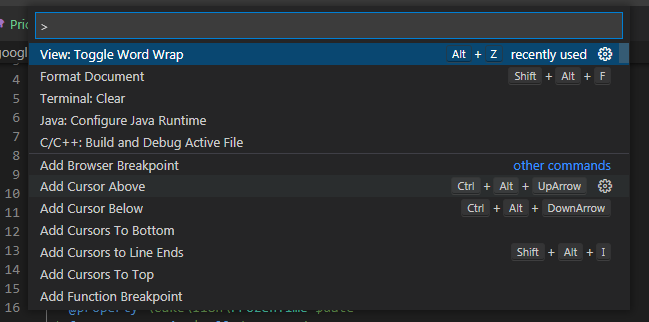 Pric
>
google
View: Toggle Word Wrap Alt + Z recently used
4 Format Document Shift + Alt + F
5 Terminal: Clear
6 Java: Configure Java Runtime
7 C/C++: Build and Debug Active File
8
9 Add Browser Breakpoint other commands
10 Add Cursor Above Ctrl + Alt + UpArrow
11 Add Cursor Below Ctrl + Alt + DownArrow
12 Add Cursors To Bottom
13 Add Cursors to Line Ends Shift + Alt + I
14 Add Cursors To Top
15 Add Function Breakpoint
16